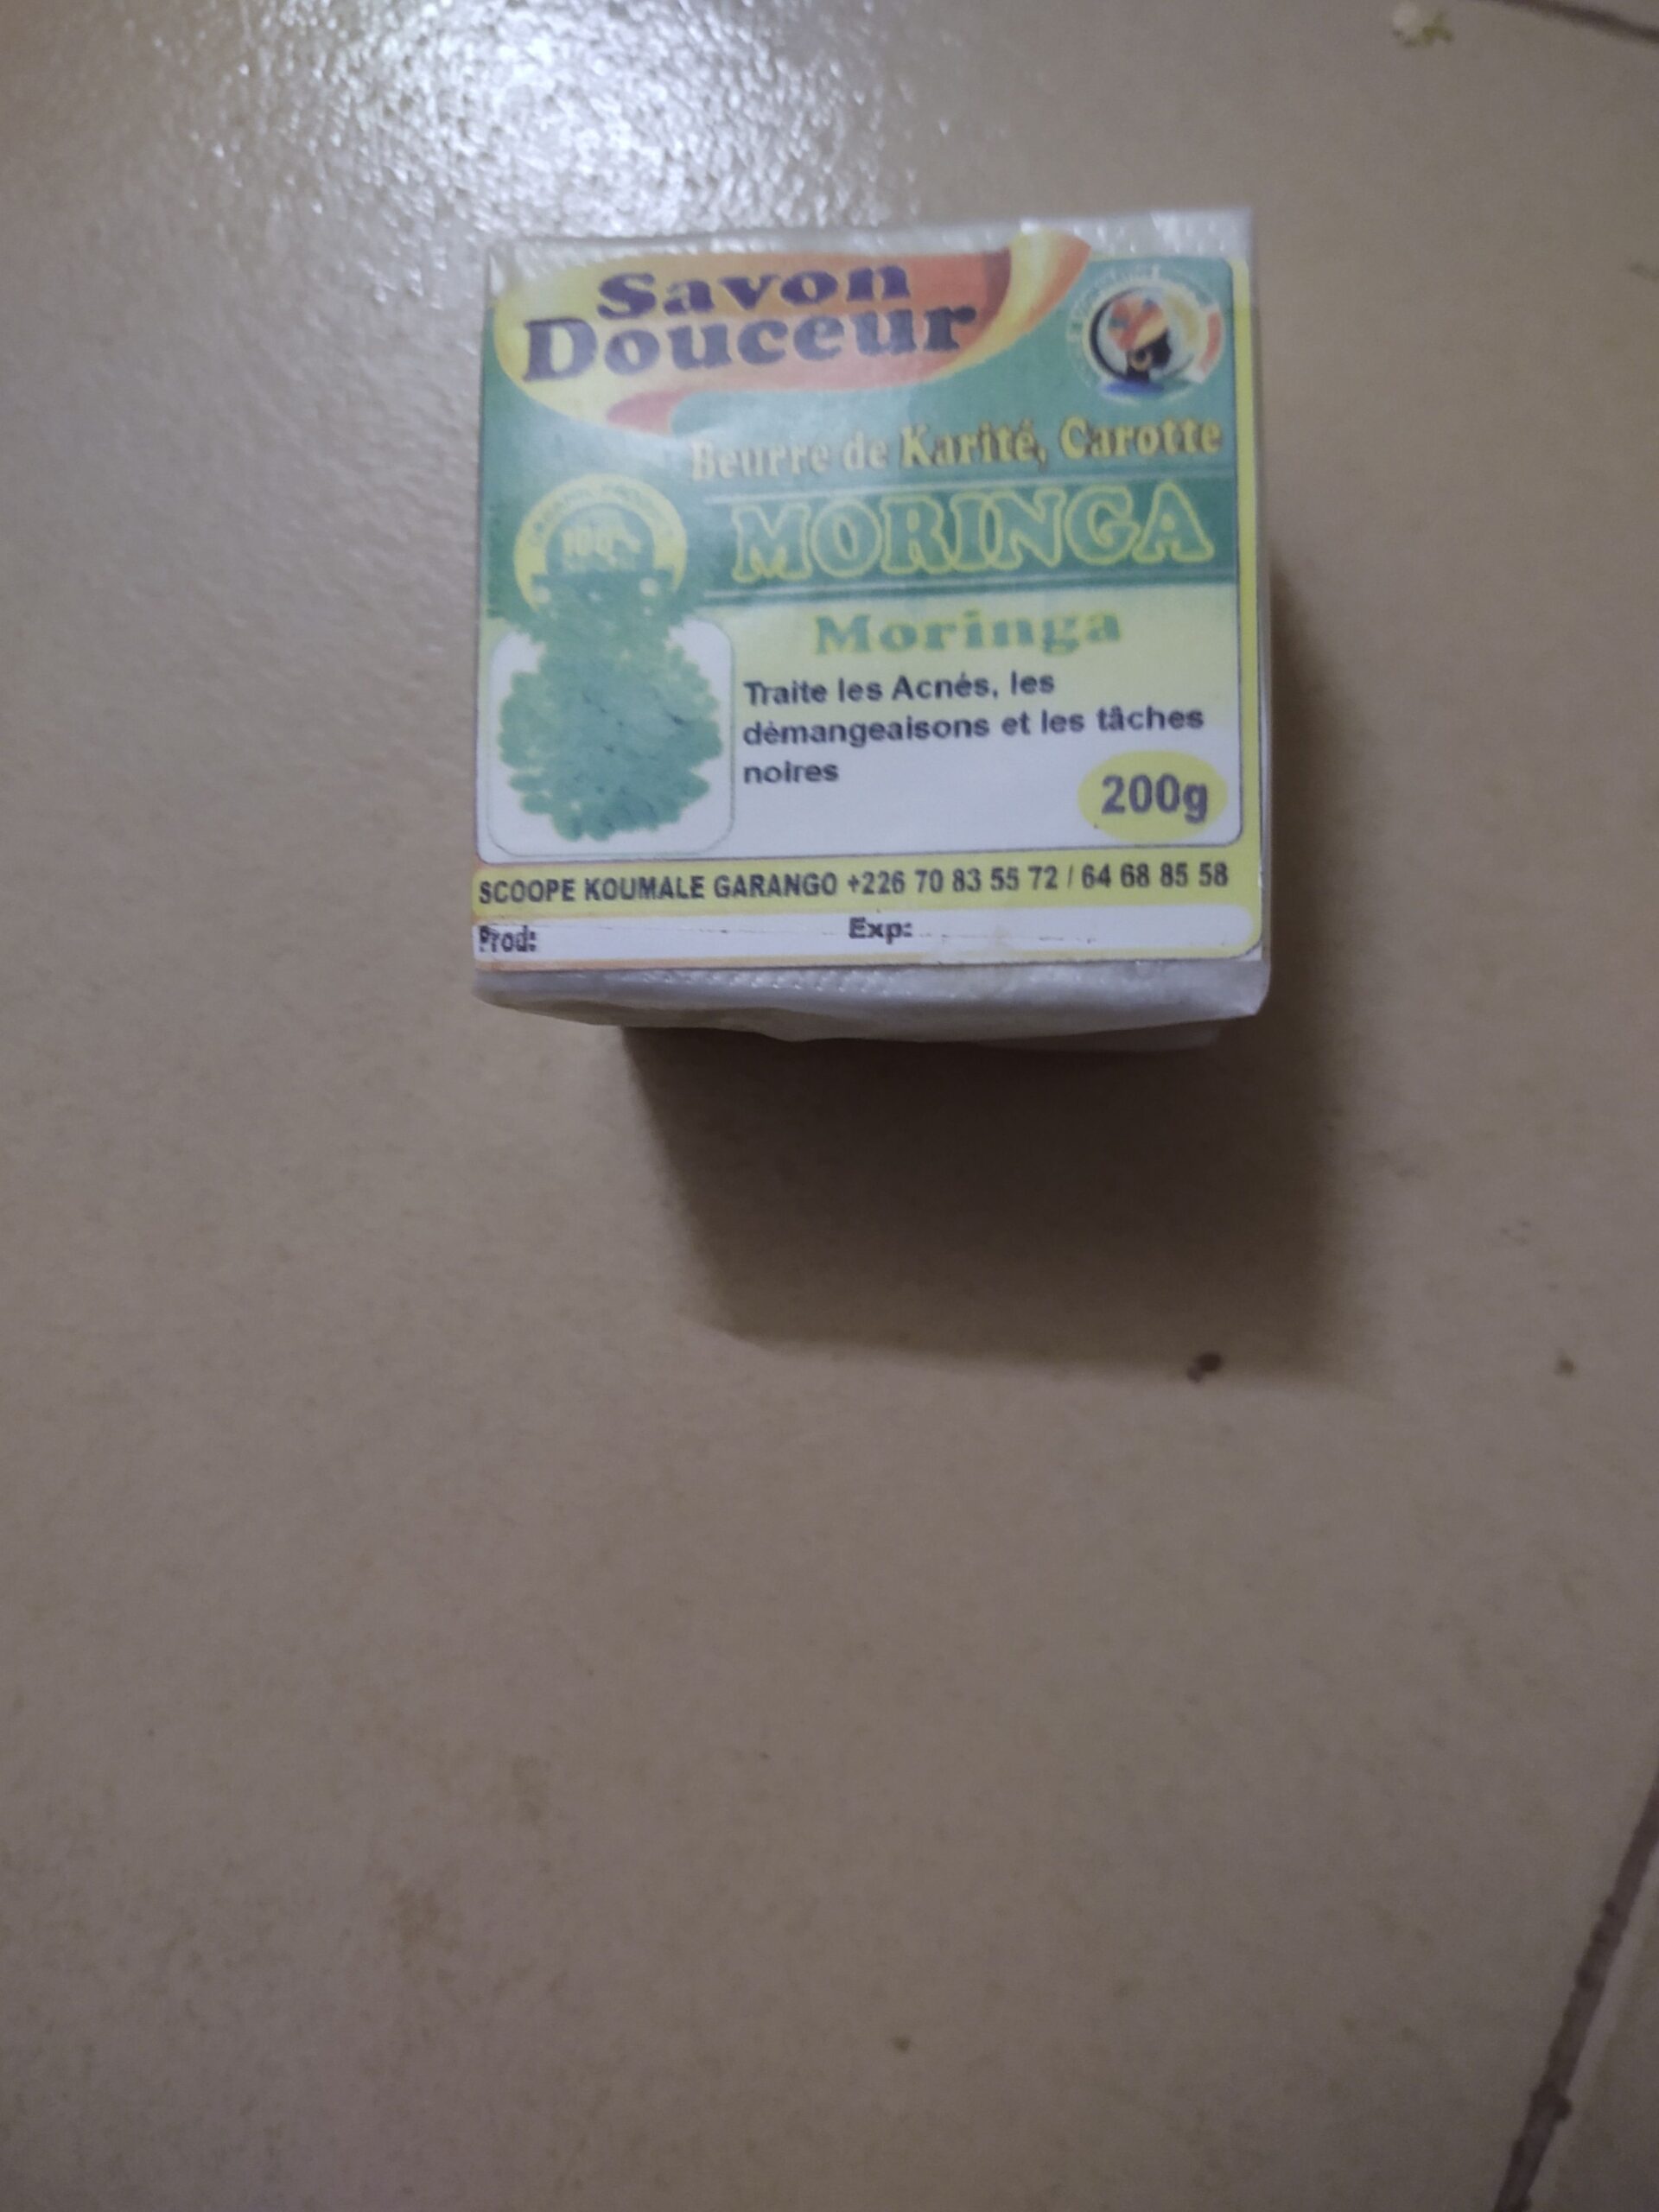 Savon
Douceur
Beurre de Karité, Carotte
100%
MORINGA
Moringa
Traite les Acnés, les
démangeaisons et les tâches
noires
200g
SCOOPE KOUMALE GARANGO +226 70 83 55 72 / 64 68 85 58
Prod: Exp: